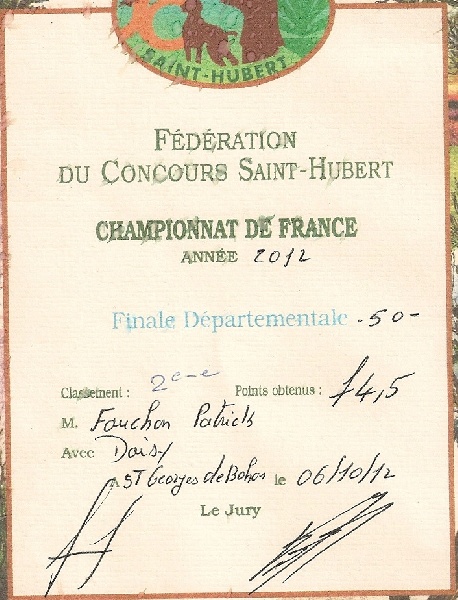 SAINT-HUBERT
FÉDÉRATION
DU CONCOURS SAINT-HUBERT
CHAMPIONNAT DE FRANCE
ANNÉE 2012
Finale Départementale -50-
Classement : 2ème Points obtenus : 74,5
M. Fauchon Patrick
Avec Daisy
A ST Georges de Bohon le 06/10/12
Le Jury